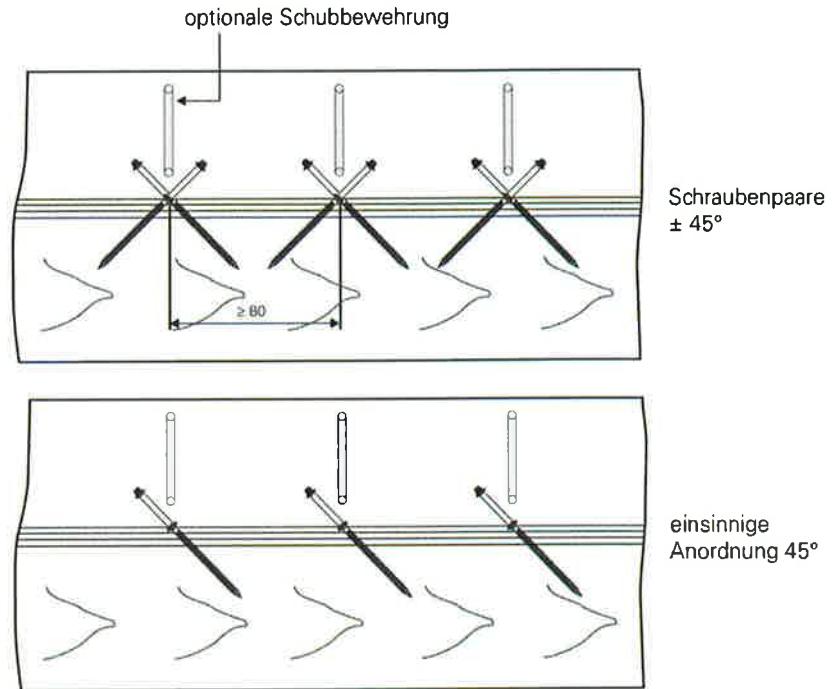 optionale Schubbewehrung
Schraubenpaare
± 45°
≥ 80
einsinnige
Anordnung 45°